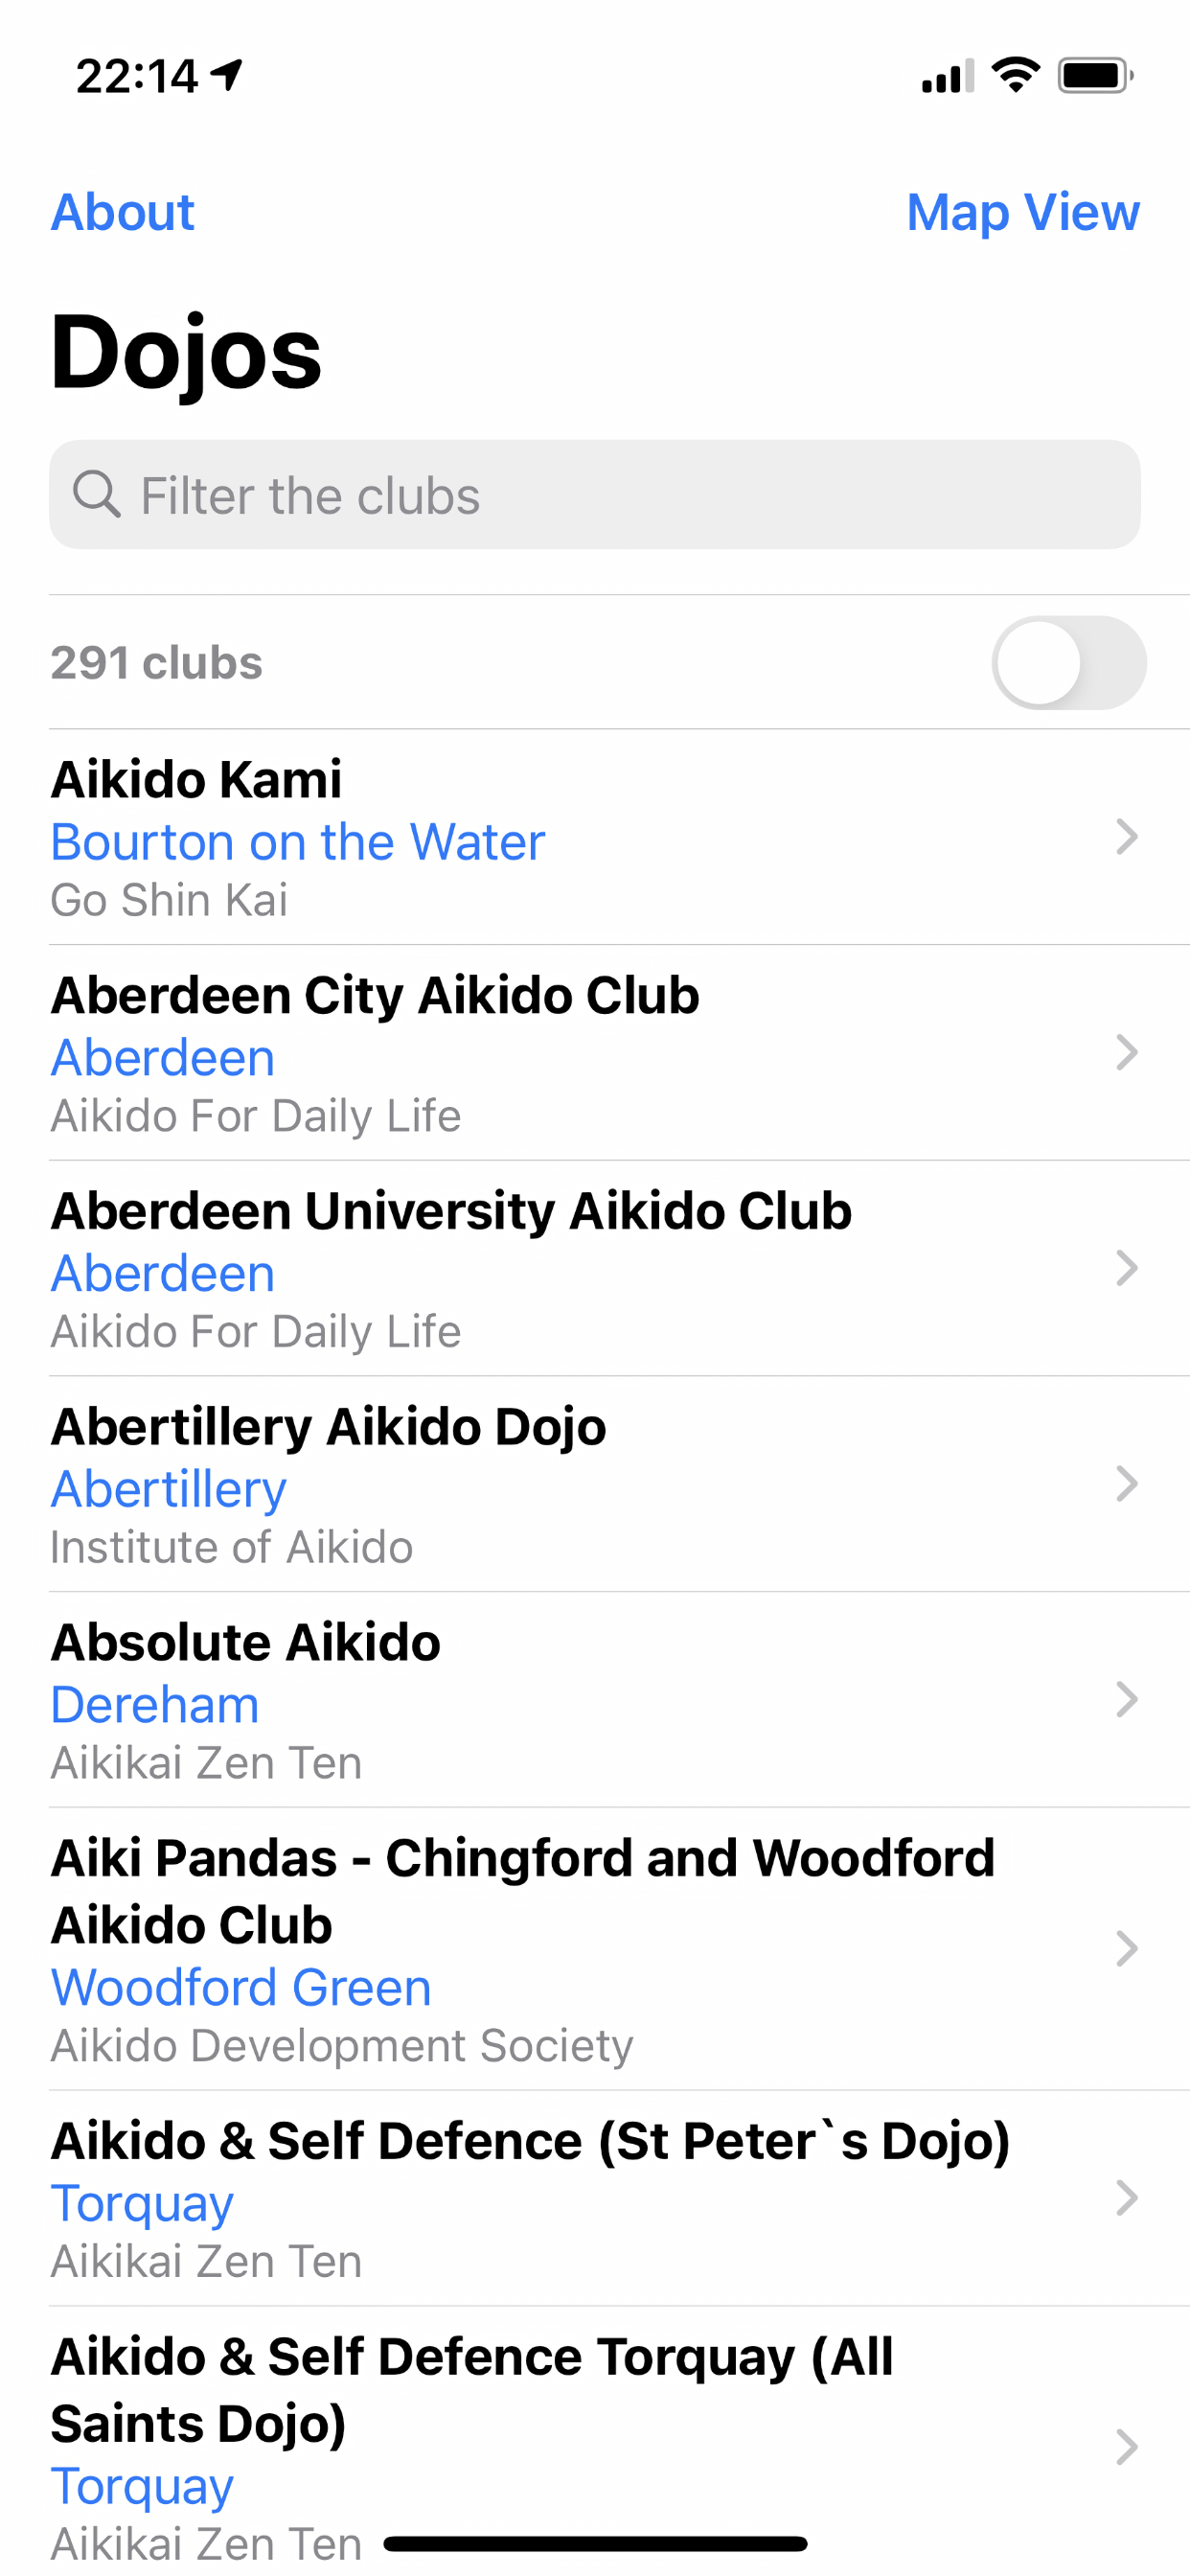 22:14
About
Map View
Dojos
Filter the clubs
291 clubs
Aikido Kami
Bourton on the Water
Go Shin Kai
Aberdeen City Aikido Club
Aberdeen
Aikido For Daily Life
Aberdeen University Aikido Club
Aberdeen
Aikido For Daily Life
Abertillery Aikido Dojo
Abertillery
Institute of Aikido
Absolute Aikido
Dereham
Aikikai Zen Ten
Aiki Pandas - Chingford and Woodford
Aikido Club
Woodford Green
Aikido Development Society
Aikido & Self Defence (St Peter`s Dojo)
Torquay
Aikikai Zen Ten
Aikido & Self Defence Torquay (All
Saints Dojo)
Torquay
Aikikai Zen Ten